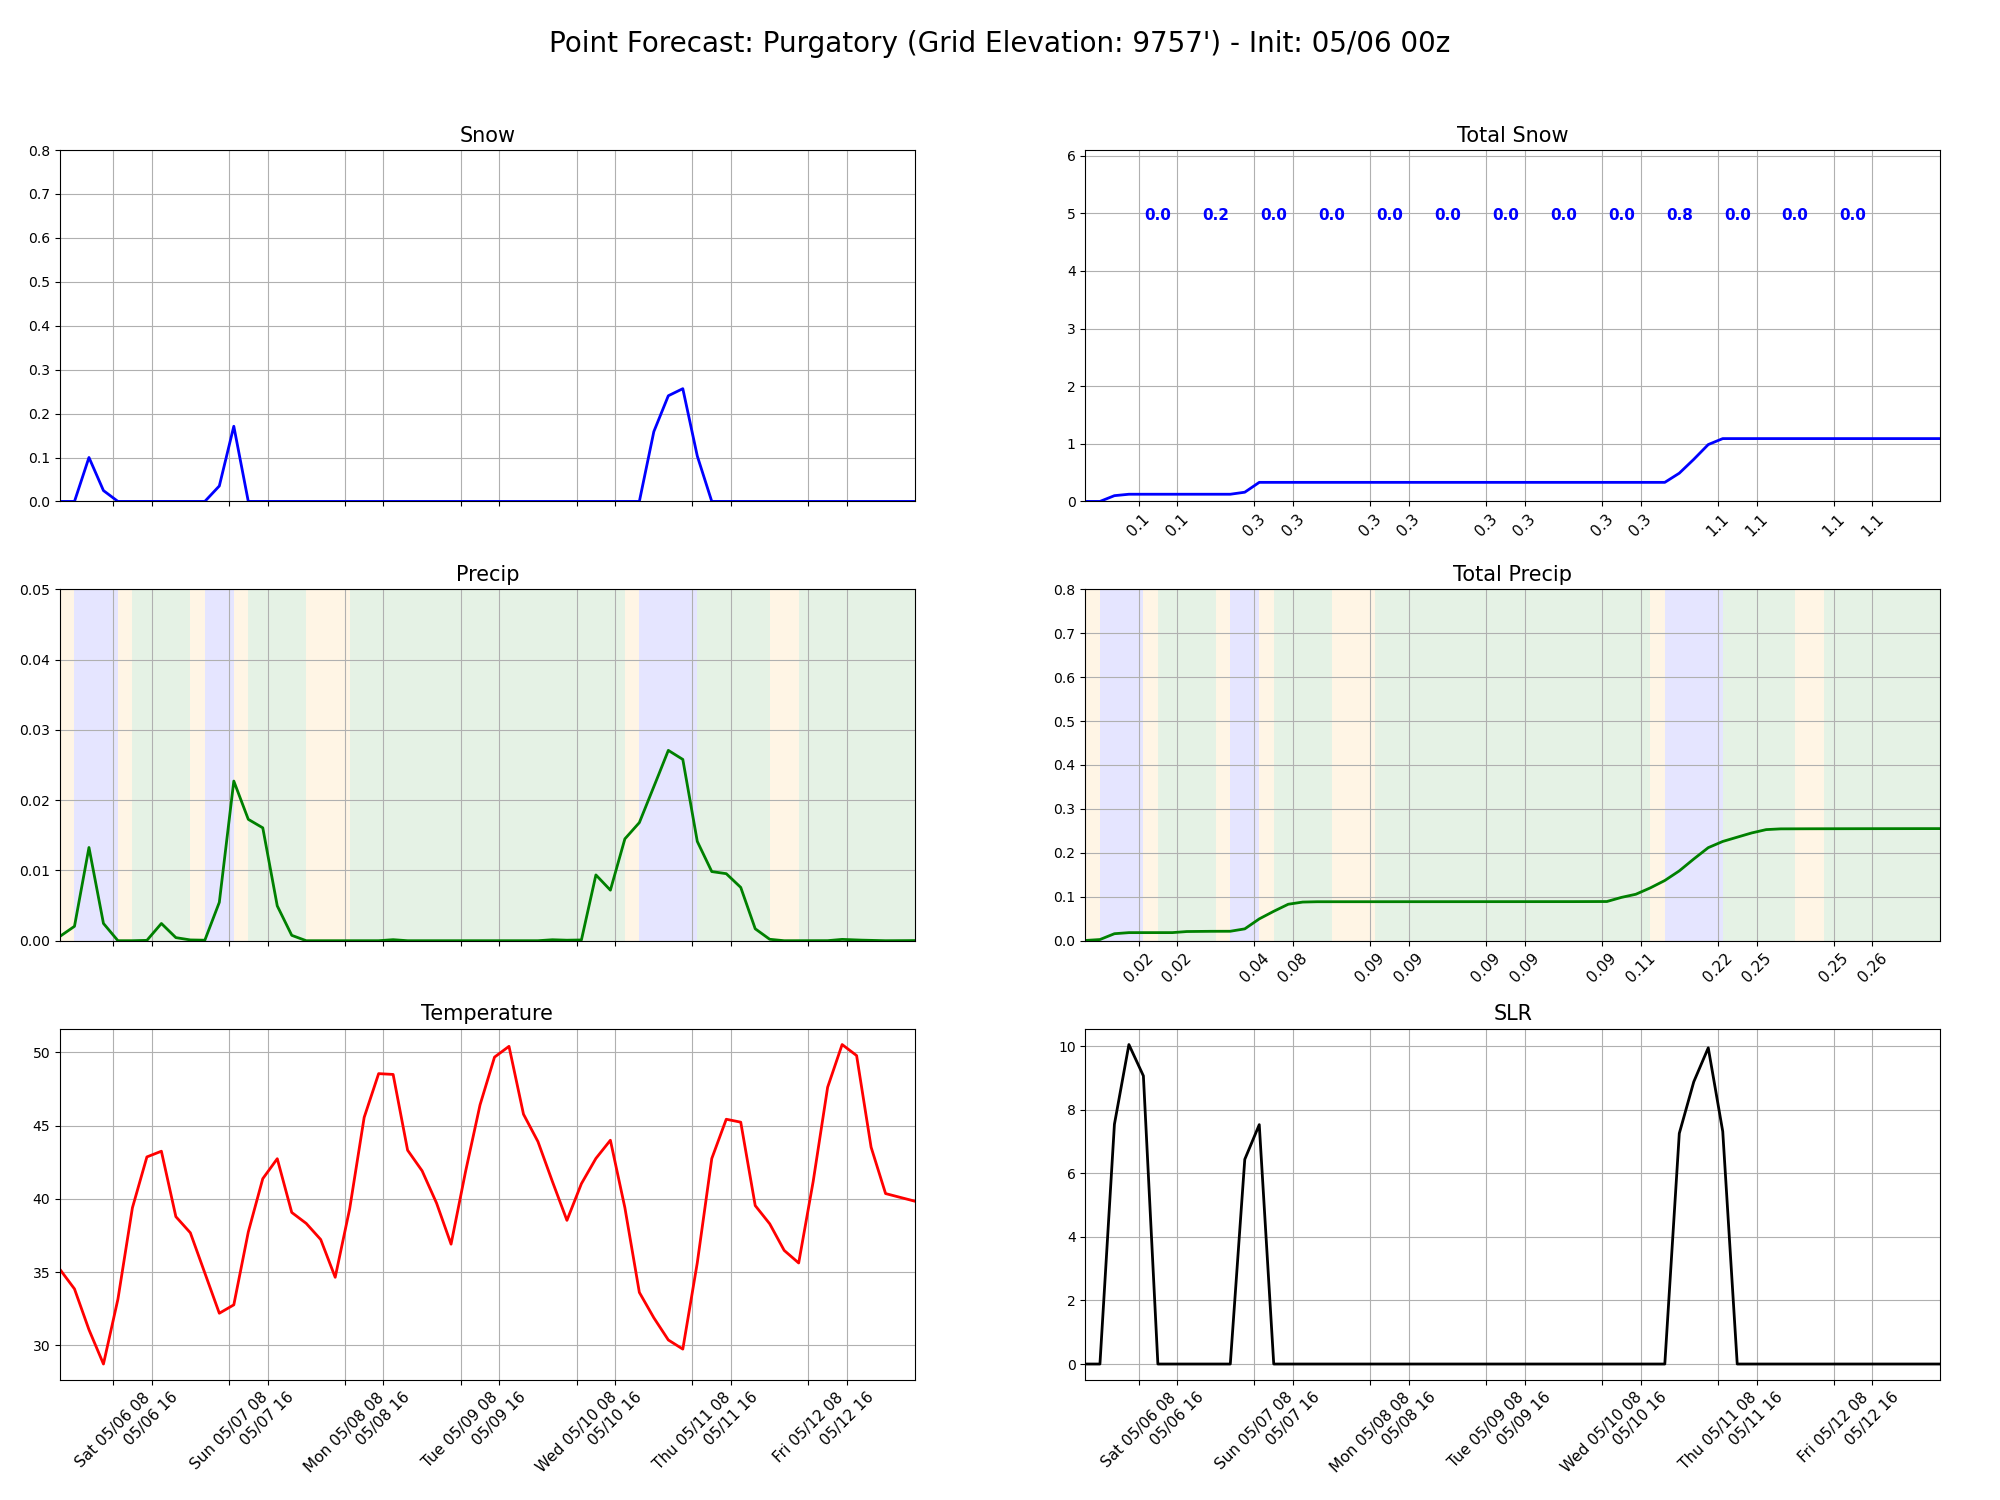 Point Forecast: Purgatory (Grid Elevation: 9757') - Init: 05/06 00z
Snow
0.8
0.7
0.6
0.5
0.4
0.3
0.2
0.1
0.0
Total Snow
6
5
4
3
2
1
0
0.0 0.2 0.0 0.0 0.0 0.0 0.0 0.0 0.0 0.8 0.0 0.0 0.0
0.1 0.1 0.3 0.3 0.3 0.3 0.3 0.3 0.3 0.3 1.1 1.1 1.1 1.1
Precip
0.05
0.04
0.03
0.02
0.01
0.00
Total Precip
0.8
0.7
0.6
0.5
0.4
0.3
0.2
0.1
0.0
0.02 0.02 0.04 0.08 0.09 0.09 0.09 0.09 0.09 0.11 0.22 0.25 0.25 0.26
Temperature
50
45
40
35
30
Sat 05/06 08
05/06 16
Sun 05/07 08
05/07 16
Mon 05/08 08
05/08 16
Tue 05/09 08
05/09 16
Wed 05/10 08
05/10 16
Thu 05/11 08
05/11 16
Fri 05/12 08
05/12 16
SLR
10
8
6
4
2
0
Sat 05/06 08
05/06 16
Sun 05/07 08
05/07 16
Mon 05/08 08
05/08 16
Tue 05/09 08
05/09 16
Wed 05/10 08
05/10 16
Thu 05/11 08
05/11 16
Fri 05/12 08
05/12 16